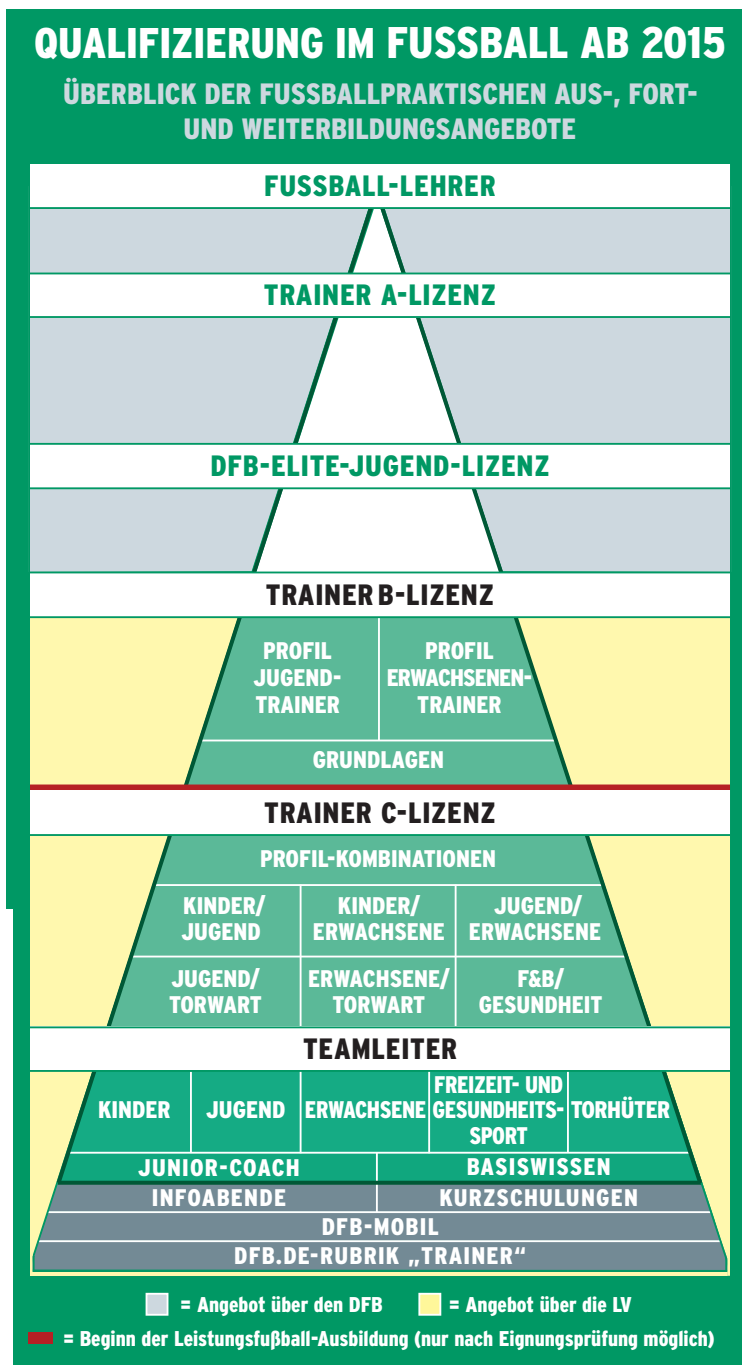 QUALIFIZIERUNG IM FUSSBALL AB 2015
ÜBERBLICK DER FUSSBALLPRAKTISCHEN AUS-, FORT-
UND WEITERBILDUNGSANGEBOTE
FUSSBALL-LEHRER
TRAINER A-LIZENZ
DFB-ELITE-JUGEND-LIZENZ
TRAINER B-LIZENZ
PROFIL
JUGEND-
TRAINER
PROFIL
ERWACHSENEN-
TRAINER
GRUNDLAGEN
TRAINER C-LIZENZ
PROFIL-KOMBINATIONEN
KINDER/
JUGEND
KINDER/
ERWACHSENE
JUGEND/
ERWACHSENE
JUGEND/
TORWART
ERWACHSENE/
TORWART
F&B/
GESUNDHEIT
TEAMLEITER
KINDER
JUGEND
ERWACHSENE
FREIZEIT- UND
GESUNDHEITS-
SPORT
TORHÜTER
JUNIOR-COACH
BASISWISSEN
INFOABENDE
KURZSCHULUNGEN
DFB-MOBIL
DFB.DE-RUBRIK „TRAINER“
= Angebot über den DFB
= Angebot über die LV
= Beginn der Leistungsfußball-Ausbildung (nur nach Eignungsprüfung möglich)